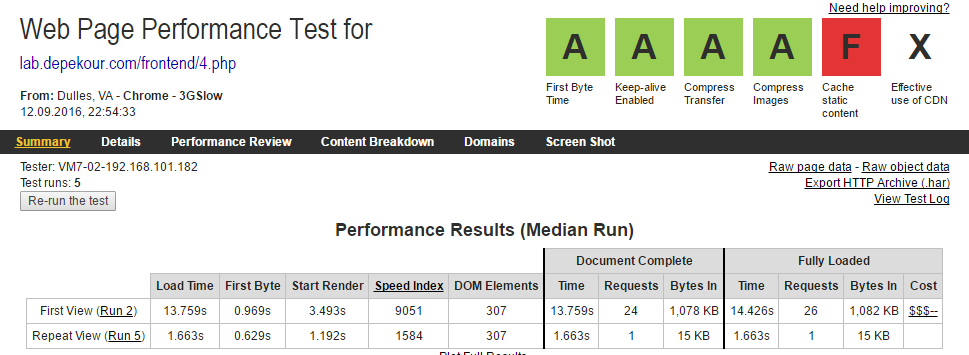 Need help improving?
Web Page Performance Test for
lab.depekour.com/frontend/4.php
From: Dulles, VA - Chrome - 3GSlow
12.09.2016, 22:54:33
A A A A F X
First Byte Time
Keep-alive Enabled
Compress Transfer
Compress Images
Cache static content
Effective use of CDN
Summary Details Performance Review Content Breakdown Domains Screen Shot
Tester: VM7-02-192.168.101.182
Test runs: 5
Re-run the test
Raw page data - Raw object data
Export HTTP Archive (.har)
View Test Log
Performance Results (Median Run)
Document Complete Fully Loaded
Load Time First Byte Start Render Speed Index DOM Elements Time Requests Bytes In Time Requests Bytes In Cost
First View (Run 2) 13.759s 0.969s 3.493s 9051 307 13.759s 24 1,078 KB 14.426s 26 1,082 KB $$$--
Repeat View (Run 5) 1.663s 0.629s 1.192s 1584 307 1.663s 1 15 KB 1.663s 1 15 KB
Plot Full Results